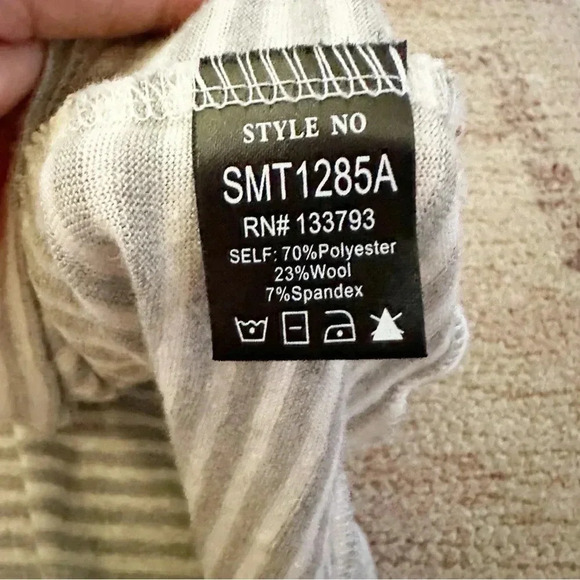 STYLE NO
SMT1285A
RN# 133793
SELF: 70%Polyester
23%Wool
7%Spandex